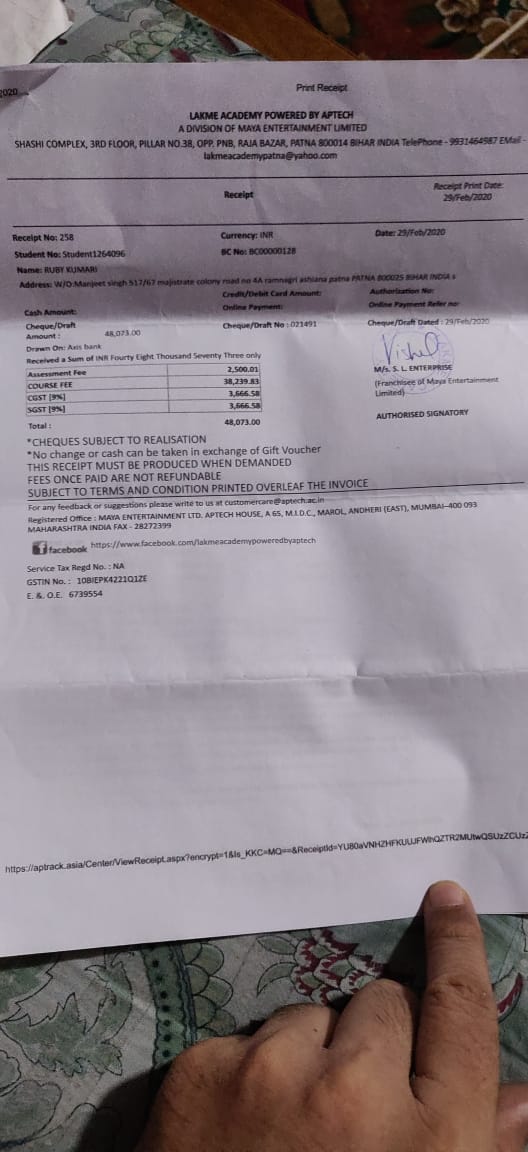 2020
Print Receipt
LAKME ACADEMY POWERED BY APTECH
A DIVISION OF MAYA ENTERTAINMENT LIMITED
SHASHI COMPLEX, 3RD FLOOR, PILLAR NO.38, OPP. PNB, RAJA BAZAR, PATNA 800014 BIHAR INDIA TelePhone - 9931464987 EMail -
lakmeacademypatna@yahoo.com
Receipt
Receipt Print Date:
29/Feb/2020
Receipt No: 258 Currency: INR Date: 29/Feb/2020
Student No: Student1264096 BC No: BC00000128
Name: RUBY KUMARI
Address: W/O:Manjeet singh 517/67 majistrate colony road no 4A ramnagri ashiana patna PATNA 800025 BIHAR INDIA s
Credit/Debit Card Amount: Authorization No:
Cash Amount: Online Payment: Online Payment Refer no:
Cheque/Draft
Amount : 48,073.00 Cheque/Draft No : 021491 Cheque/Draft Dated : 29/Feb/2020
Drawn On: Axis bank
Received a Sum of INR Fourty Eight Thousand Seventy Three only
Assessment Fee 2,500.01
COURSE FEE 38,239.83
CGST [9%] 3,666.58
SGST [9%] 3,666.58
Total : 48,073.00
Vishal
M/s. S. L. ENTERPRISE
(Franchisee of Maya Entertainment
Limited)
AUTHORISED SIGNATORY
*CHEQUES SUBJECT TO REALISATION
*No change or cash can be taken in exchange of Gift Voucher
THIS RECEIPT MUST BE PRODUCED WHEN DEMANDED
FEES ONCE PAID ARE NOT REFUNDABLE
SUBJECT TO TERMS AND CONDITION PRINTED OVERLEAF THE INVOICE
For any feedback or suggestions please write to us at customercare@aptech.ac.in
Registered Office : MAYA ENTERTAINMENT LTD. APTECH HOUSE, A 65, M.I.D.C., MAROL, ANDHERI (EAST), MUMBAI-400 093
MAHARASHTRA INDIA FAX - 28272399
facebook https://www.facebook.com/lakmeacademypoweredbyaptech
Service Tax Regd No. : NA
GSTIN No. : 10BIEPK4221Q1ZE
E. & O.E. 6739554
https://aptrack.asia/Center/ViewReceipt.aspx?encrypt=1&Is_KKC=MQ==&ReceiptId=YU80aVNHZHFKUUJFWlhQZTR2MUtwQSUzZCUz